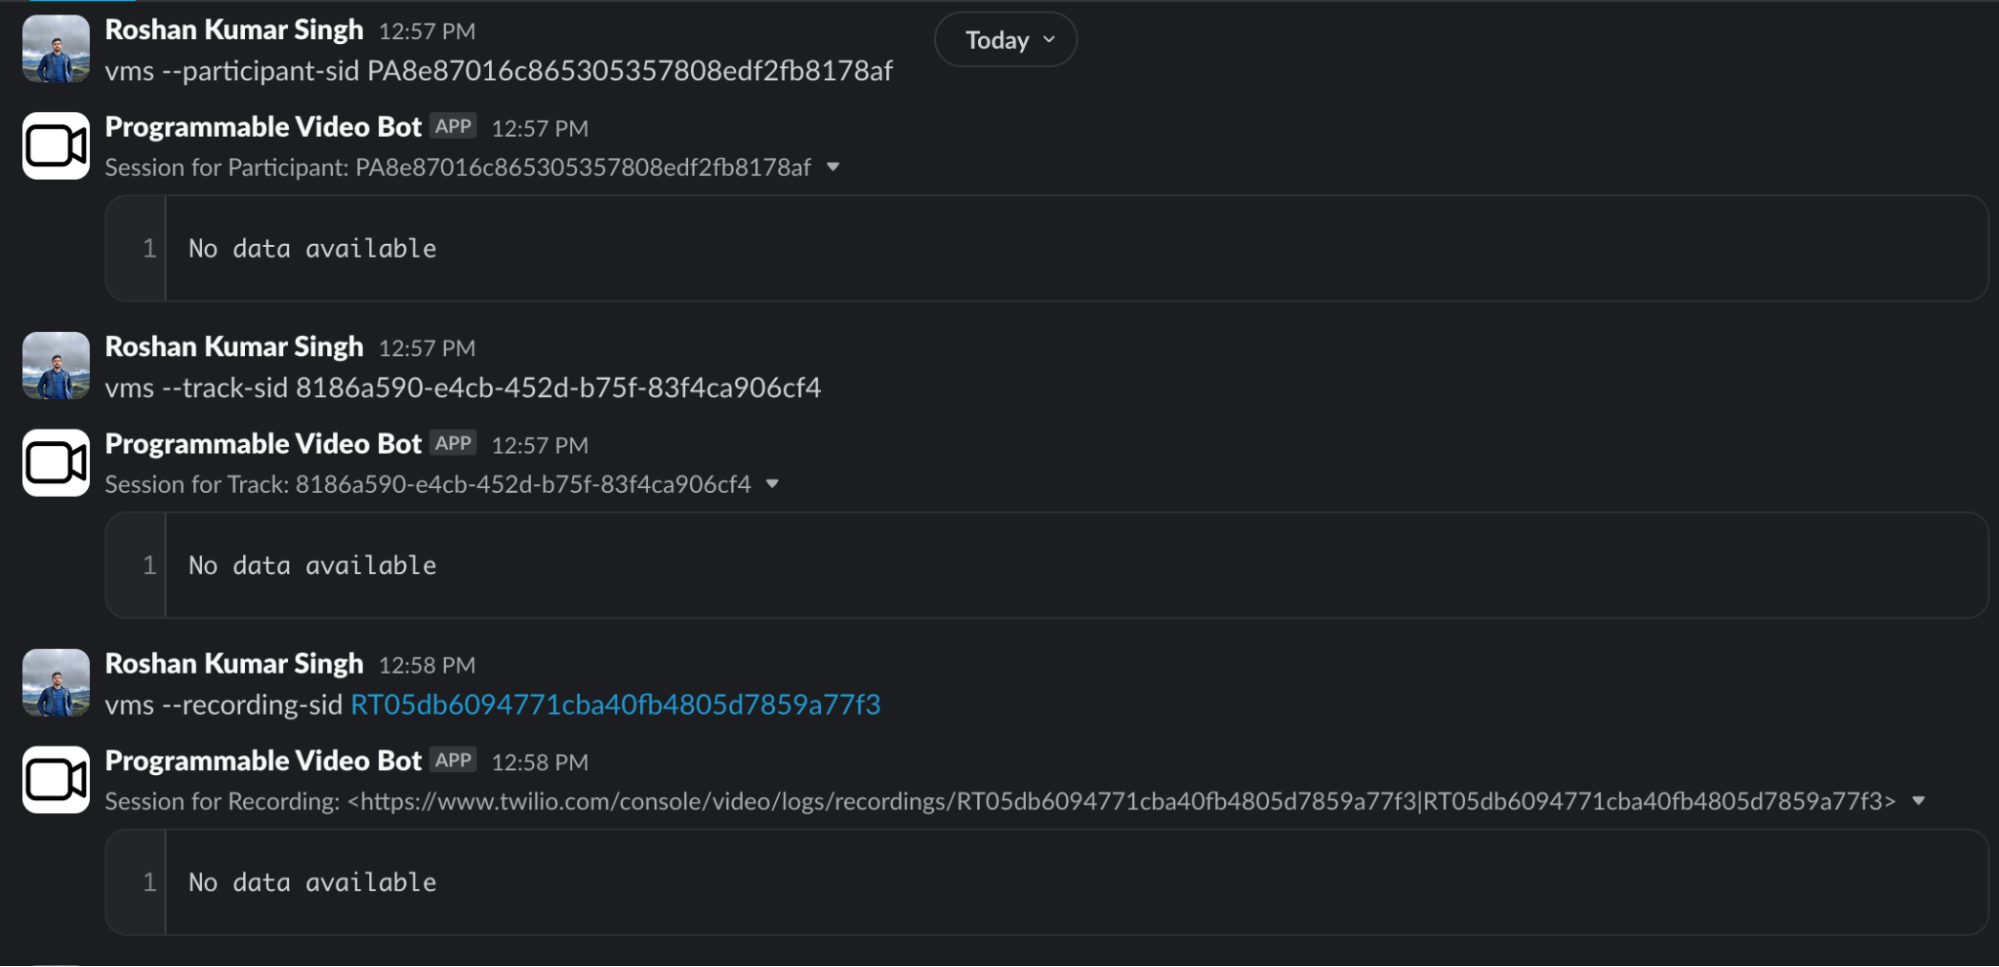 Roshan Kumar Singh 12:57 PM
Today
vms --participant-sid PA8e87016c865305357808edf2fb8178af
Programmable Video Bot APP 12:57 PM
Session for Participant: PA8e87016c865305357808edf2fb8178af
1 No data available
Roshan Kumar Singh 12:57 PM
vms --track-sid 8186a590-e4cb-452d-b75f-83f4ca906cf4
Programmable Video Bot APP 12:57 PM
Session for Track: 8186a590-e4cb-452d-b75f-83f4ca906cf4
1 No data available
Roshan Kumar Singh 12:58 PM
vms --recording-sid RT05db6094771cba40fb4805d7859a77f3
Programmable Video Bot APP 12:58 PM
Session for Recording: <https://www.twilio.com/console/video/logs/recordings/RT05db6094771cba40fb4805d7859a77f3|RT05db6094771cba40fb4805d7859a77f3>
1 No data available